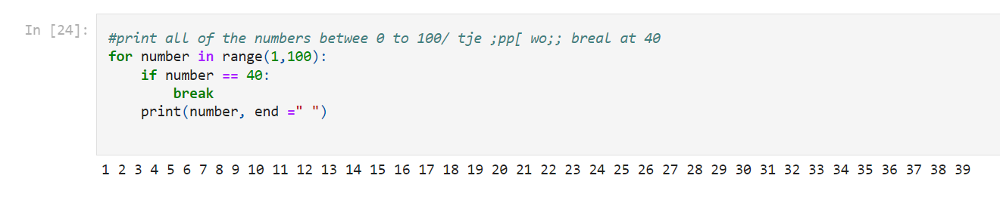 In [24]:
#print all of the numbers betwee 0 to 100/ tje ;pp[ wo;; breal at 40
for number in range(1,100):
    if number == 40:
        break
    print(number, end =" ")
1 2 3 4 5 6 7 8 9 10 11 12 13 14 15 16 17 18 19 20 21 22 23 24 25 26 27 28 29 30 31 32 33 34 35 36 37 38 39